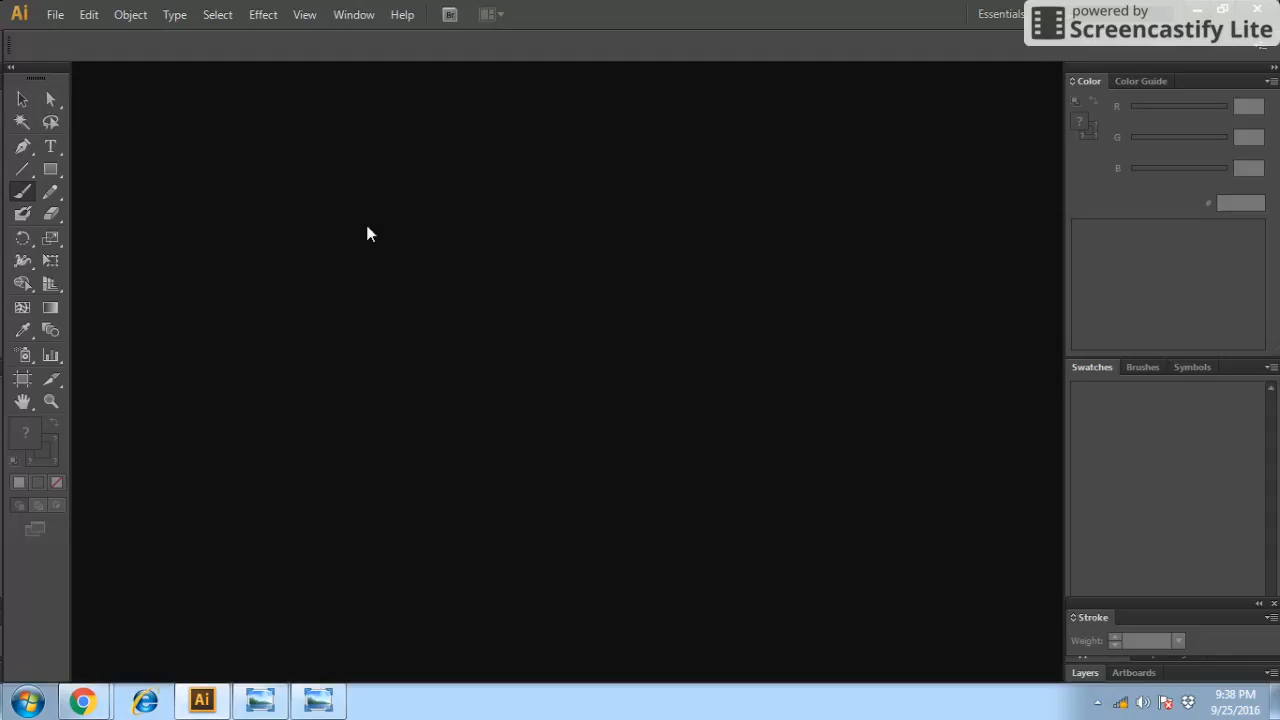 Ai File Edit Object Type Select Effect View Window Help Br Essentials
powered by
Screencastify Lite
Color Color Guide
R
?
G
B
#
T
Swatches Brushes Symbols
?
Stroke
Weight:
Layers Artboards
Ai
9:38 PM
9/25/2016